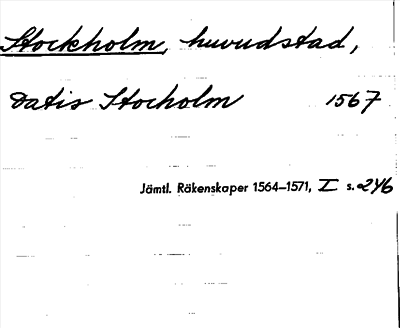 Stockholm, huvudstad,
Datis Stocholm 1567
Jämtl. Räkenskaper 1564–1571, I s. 246